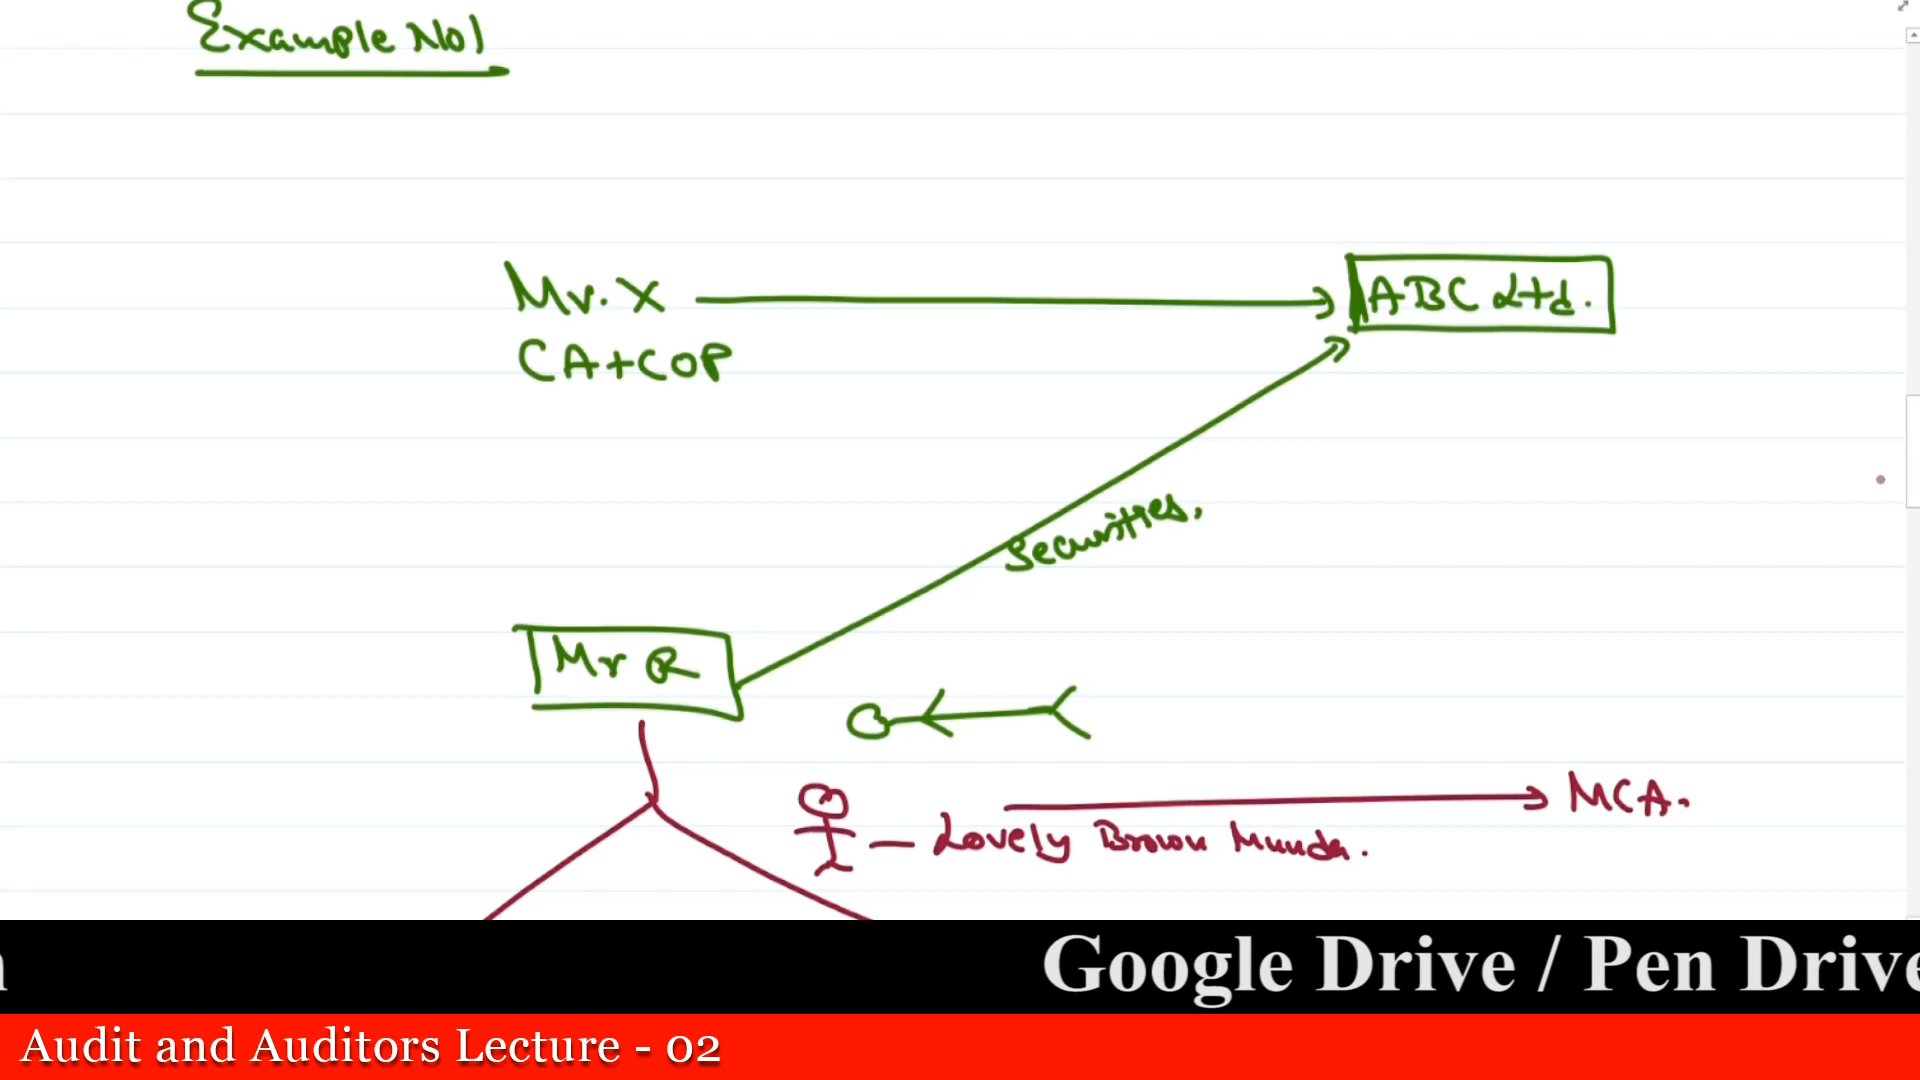 Example No 1
Mr. X
ABC Ltd.
CA+COP
Securities.
Mr R
MCA.
— Lovely Brown Munda.
Google Drive / Pen Drive
Audit and Auditors Lecture - 02